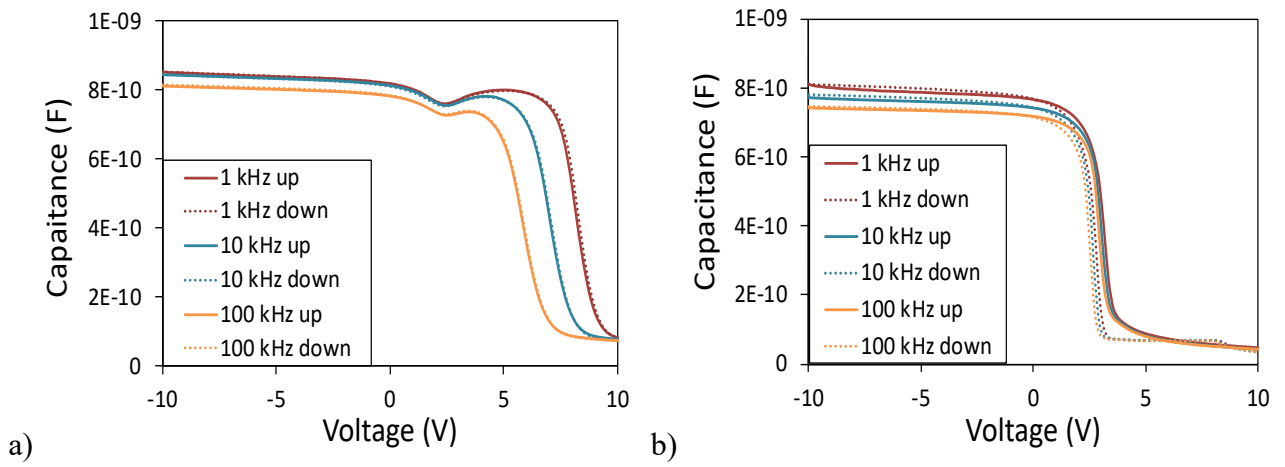 1E-09
8E-10
6E-10
4E-10
2E-10
0
Capaitance (F)
1 kHz up
1 kHz down
10 kHz up
10 kHz down
100 kHz up
100 kHz down
-10 -5 0 5 10
Voltage (V)
a)
1E-09
8E-10
6E-10
4E-10
2E-10
0
Capacitance (F)
1 kHz up
1 kHz down
10 kHz up
10 kHz down
100 kHz up
100 kHz down
-10 -5 0 5 10
Voltage (V)
b)